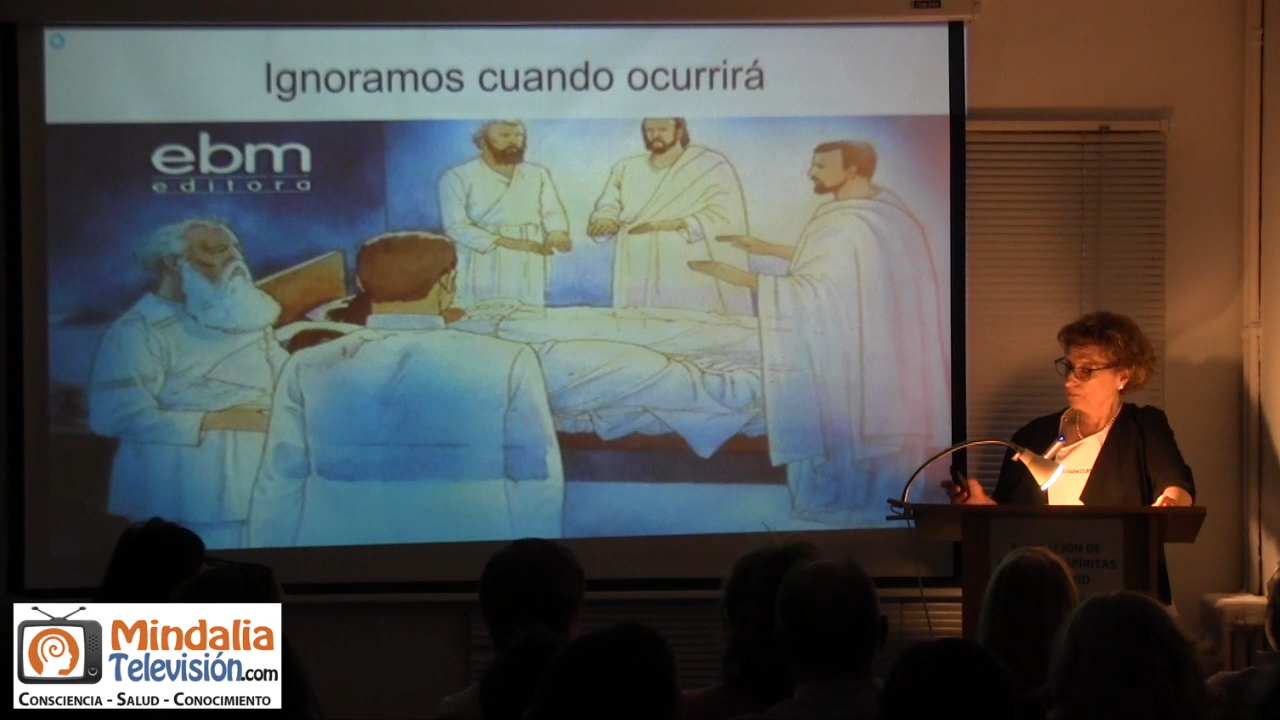 Ignoramos cuando ocurrirá
ebm
editora
Mindalia
Televisión.com
CONSCIENCIA - SALUD - CONOCIMIENTO